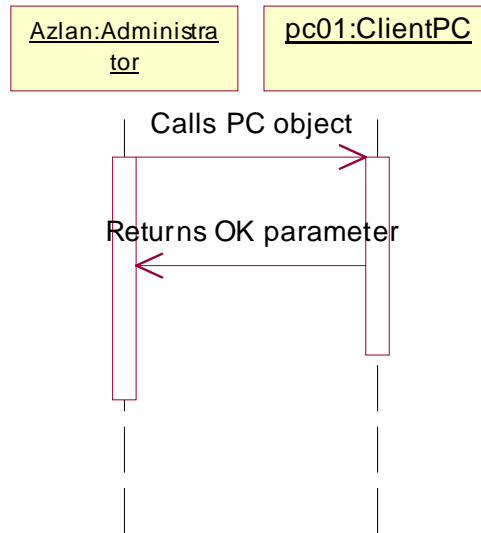 Azlan:Administra
tor
pc01:ClientPC
Calls PC object
Returns OK parameter